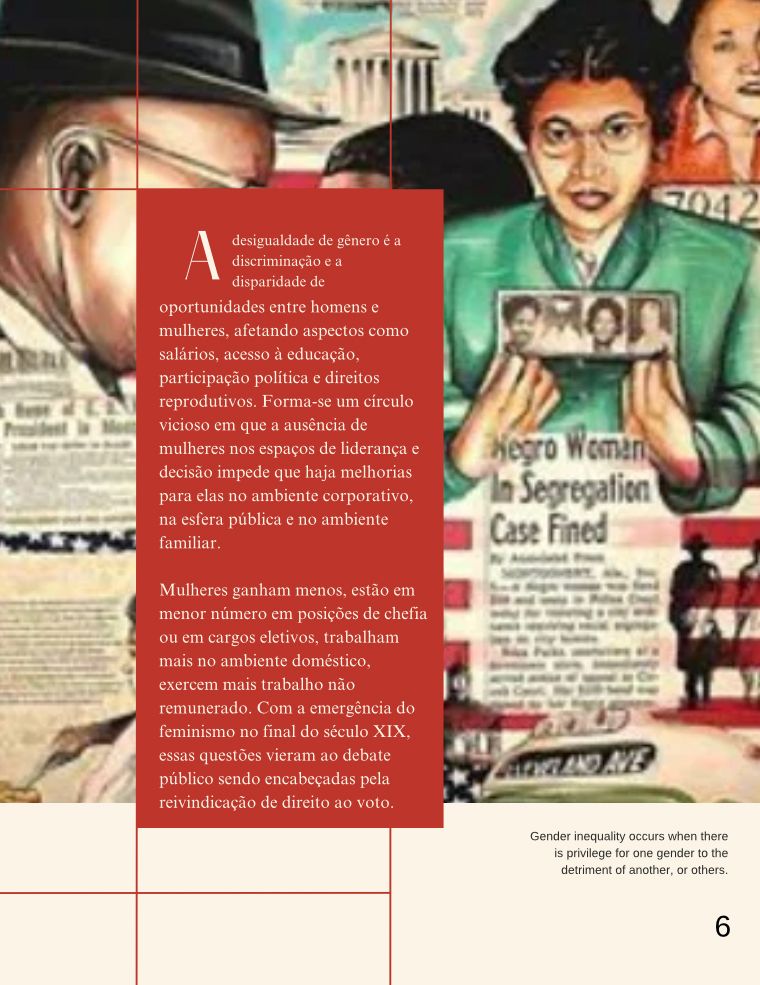 7042
A desigualdade de gênero é a
discriminação e a
disparidade de
oportunidades entre homens e
mulheres, afetando aspectos como
salários, acesso à educação,
participação política e direitos
reprodutivos. Forma-se um círculo
vicioso em que a ausência de
mulheres nos espaços de liderança e
decisão impede que haja melhorias
para elas no ambiente corporativo,
na esfera pública e no ambiente
familiar.
Mulheres ganham menos, estão em
menor número em posições de chefia
ou em cargos eletivos, trabalham
mais no ambiente doméstico,
exercem mais trabalho não
remunerado. Com a emergência do
feminismo no final do século XIX,
essas questões vieram ao debate
público sendo encabeçadas pela
reivindicação de direito ao voto.
Negro Woman
In Segregation
Case Fined
By Associated Press
CLEVELAND AVE
Gender inequality occurs when there
is privilege for one gender to the
detriment of another, or others.
6